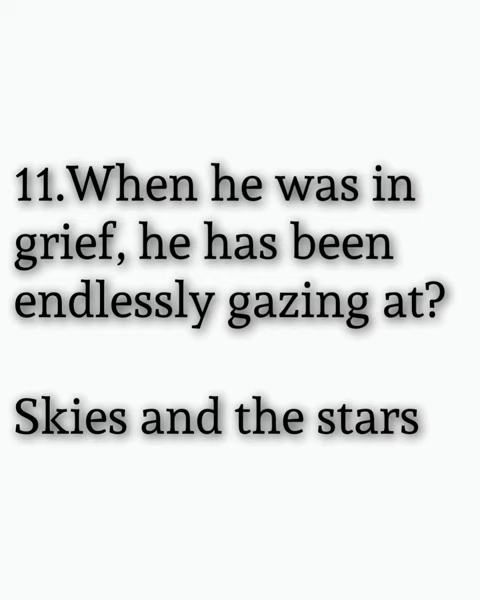 11.When he was in
grief, he has been
endlessly gazing at?
Skies and the stars